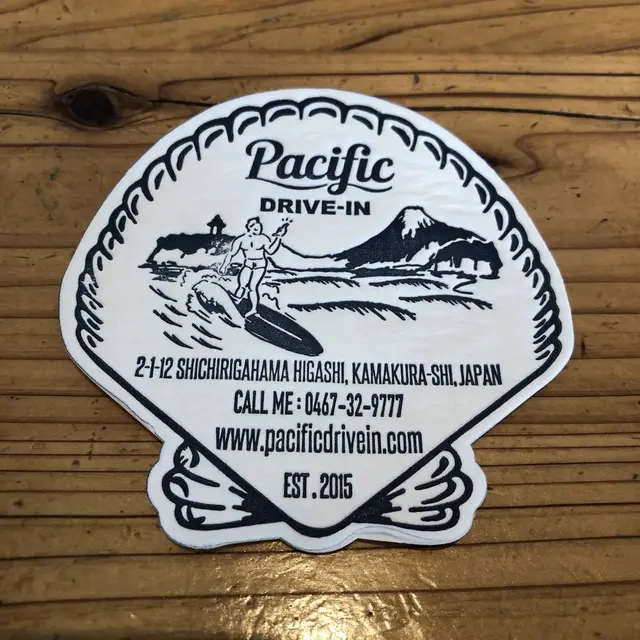 Pacific
DRIVE-IN
2-1-12 SHICHIRIGAHAMA HIGASHI, KAMAKURA-SHI, JAPAN
CALL ME : 0467-32-9777
www.pacificdrivein.com
EST. 2015